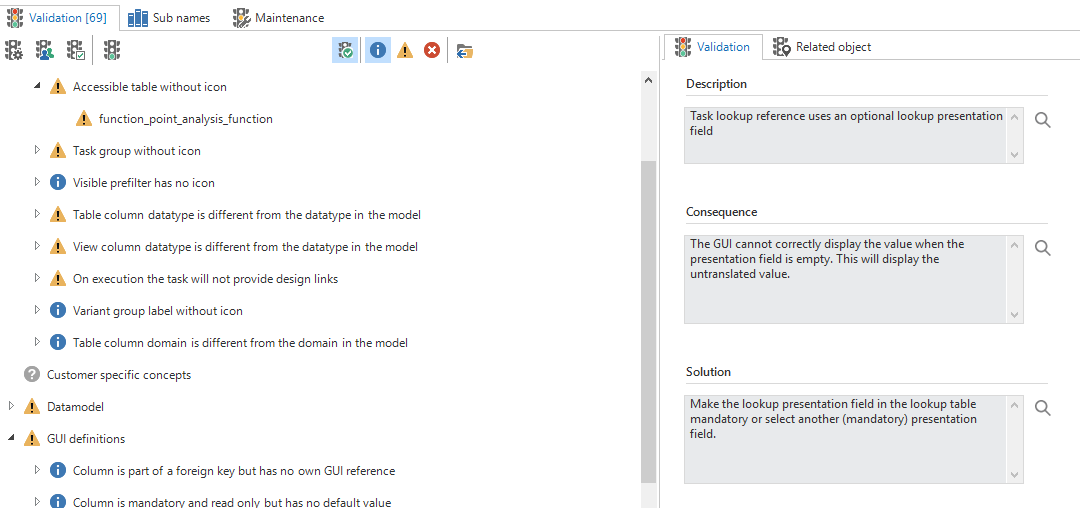 Validation [69]
Sub names
Maintenance
Accessible table without icon
function_point_analysis_function
Task group without icon
Visible prefilter has no icon
Table column datatype is different from the datatype in the model
View column datatype is different from the datatype in the model
On execution the task will not provide design links
Variant group label without icon
Table column domain is different from the domain in the model
Customer specific concepts
Datamodel
GUI definitions
Column is part of a foreign key but has no own GUI reference
Column is mandatory and read only but has no default value
Validation
Related object
Description
Task lookup reference uses an optional lookup presentation
field
Consequence
The GUI cannot correctly display the value when the
presentation field is empty. This will display the
untranslated value.
Solution
Make the lookup presentation field in the lookup table
mandatory or select another (mandatory) presentation
field.